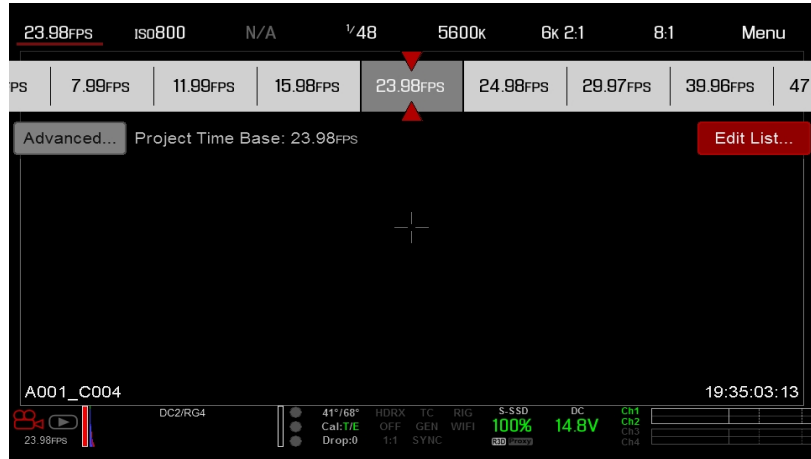 23.98FPS ISO800 N/A 1/48 5600K 6K 2:1 8:1 Menu
PS 7.99FPS 11.99FPS 15.98FPS 23.98FPS 24.98FPS 29.97FPS 39.96FPS 47
Advanced... Project Time Base: 23.98FPS Edit List...
A001_C004 19:35:03:13
DC2/RG4 41°/68° HDRX TC RIG S-SSD DC Ch1
Cal:T/E OFF GEN WIFI 100% 14.8V Ch2
23.98FPS Drop:0 1:1 SYNC R3D Proxy Ch3
Ch4